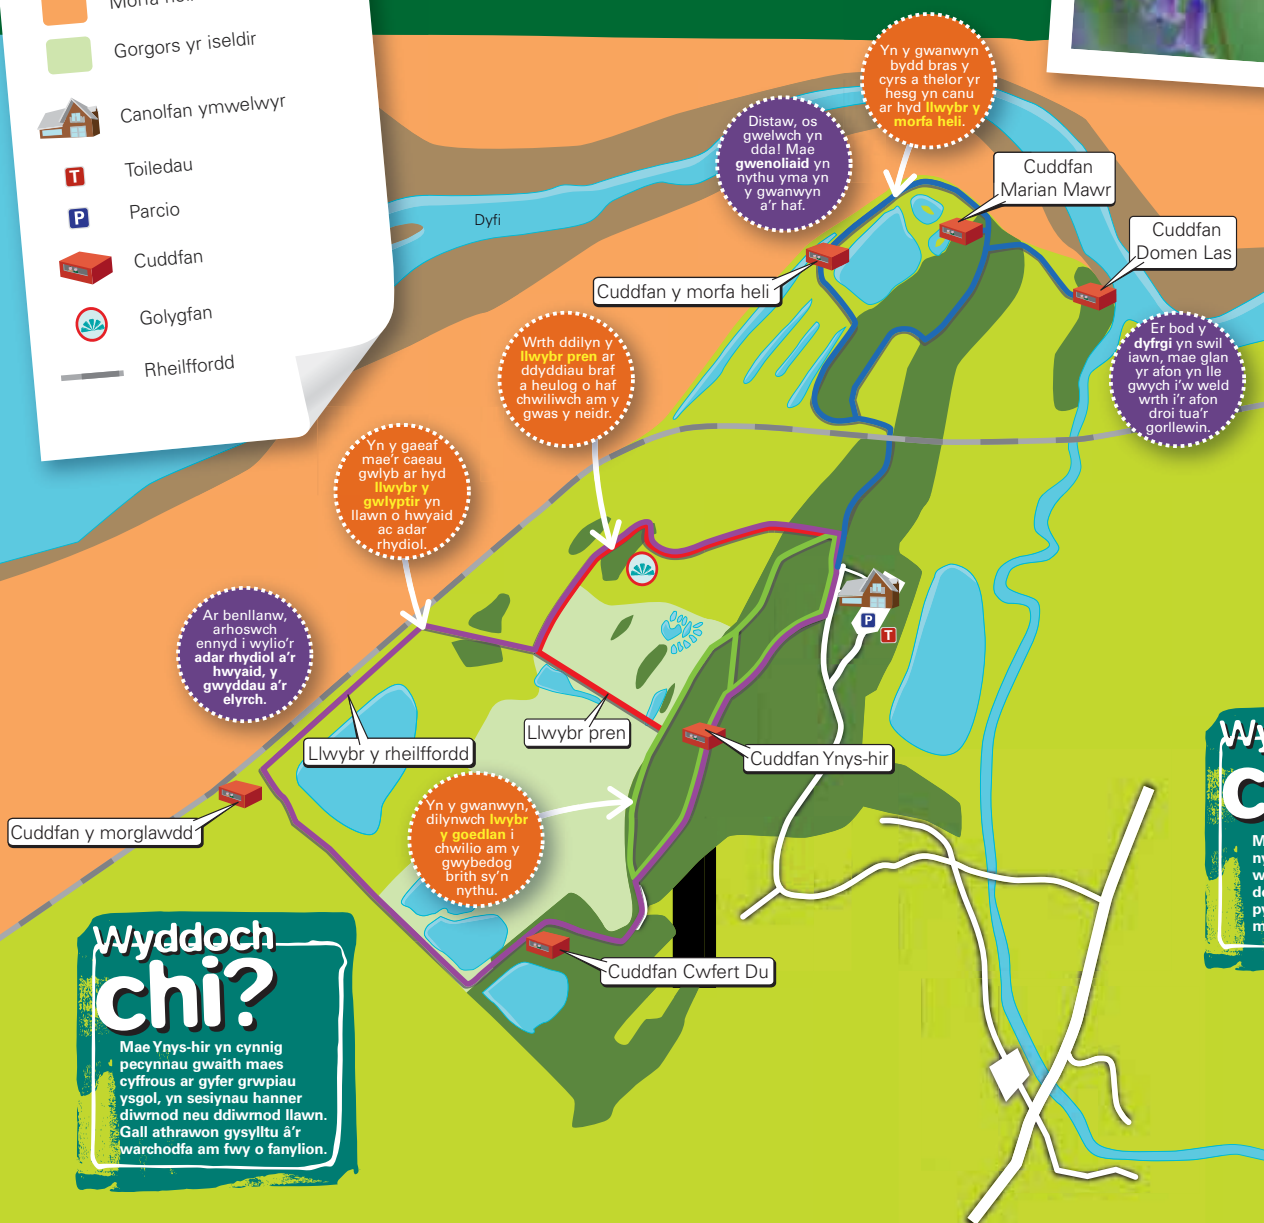 Gorgors yr iseldir
Canolfan ymwelwyr
T
Toiledau
P
Parcio
Cuddfan
Golygfan
Rheilffordd
Yn y gwanwyn
bydd bras y
cyrs a thelor yr
hesg yn canu
ar hyd llwybr y
morfa heli.
Distaw, os
gwelwch yn
dda! Mae
gwenoliaid yn
nythu yma yn
y gwanwyn
a'r haf.
Cuddfan
Marian Mawr
Cuddfan
Domen Las
Dyfi
Cuddfan y morfa heli
Er bod y
dyfrgi yn swil
iawn, mae glan
yr afon yn lle
gwych i'w weld
wrth i'r afon
droi tua'r
gorllewin.
Wrth ddilyn y
llwybr pren ar
ddyddiau braf
a heulog o haf
chwiliwch am y
gwas y neidr.
Yn y gaeaf
mae'r caeau
gwlyb ar hyd
llwybr y
gwlyptir yn
llawn o hwyaid
ac adar
rhydiol.
Ar benllanw,
arhoswch
ennyd i wylio'r
adar rhydiol a'r
hwyaid, y
gwyddau a'r
elyrch.
P
T
Llwybr pren
Llwybr y rheilffordd
Cuddfan Ynys-hir
Cuddfan y morglawdd
Yn y gwanwyn,
dilynwch lwybr
y goedlan i
chwilio am y
gwybedog
brith sy'n
nythu.
Cuddfan Cwfert Du
Wyddoch
chi?
Mae Ynys-hir yn cynnig
pecynnau gwaith maes
cyffrous ar gyfer grwpiau
ysgol, yn sesiynau hanner
diwrnod neu ddiwrnod llawn.
Gall athrawon gysylltu â'r
warchodfa am fwy o fanylion.